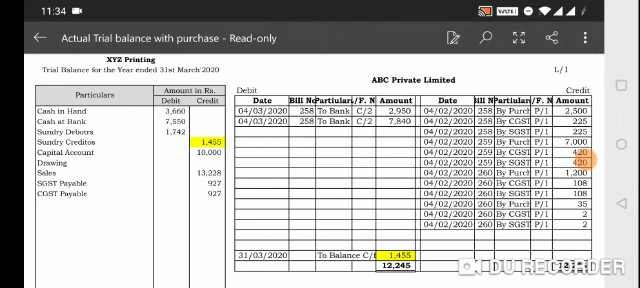 11:34
VoLTE1
Actual Trial balance with purchase - Read-only
XYZ Printing
Trial Balance for the Year ended 31st March'2020
L/1
ABC Private Limited
Particulars Amount in Rs.
Debit Credit
Cash in Hand 3,660
Cash at Bank 7,550
Sundry Debotrs 1,742
Sundry Creditos 1,455
Capital Account 10,000
Drawing
Sales 13,228
SGST Payable 927
CGST Payable 927
Debit Credit
Date Bill No Partiulars /F. N Amount Date Bill N Partiulars /F. N Amount
04/03/2020 258 To Bank C/2 2,950 04/02/2020 258 By Purch P/1 2,500
04/03/2020 258 To Bank C/2 7,840 04/02/2020 258 By CGST P/1 225
04/02/2020 258 By SGST P/1 225
04/02/2020 259 By Purch P/1 7,000
04/02/2020 259 By CGST P/1 420
04/02/2020 259 By SGST P/1 420
04/02/2020 260 By Purch P/1 1,200
04/02/2020 260 By CGST P/1 108
04/02/2020 260 By SGST P/1 108
04/02/2020 260 By Purch P/1 35
04/02/2020 260 By CGST P/1 2
04/02/2020 260 By SGST P/1 2
31/03/2020 To Balance C/f 1,455
12,245
DU RECORDER